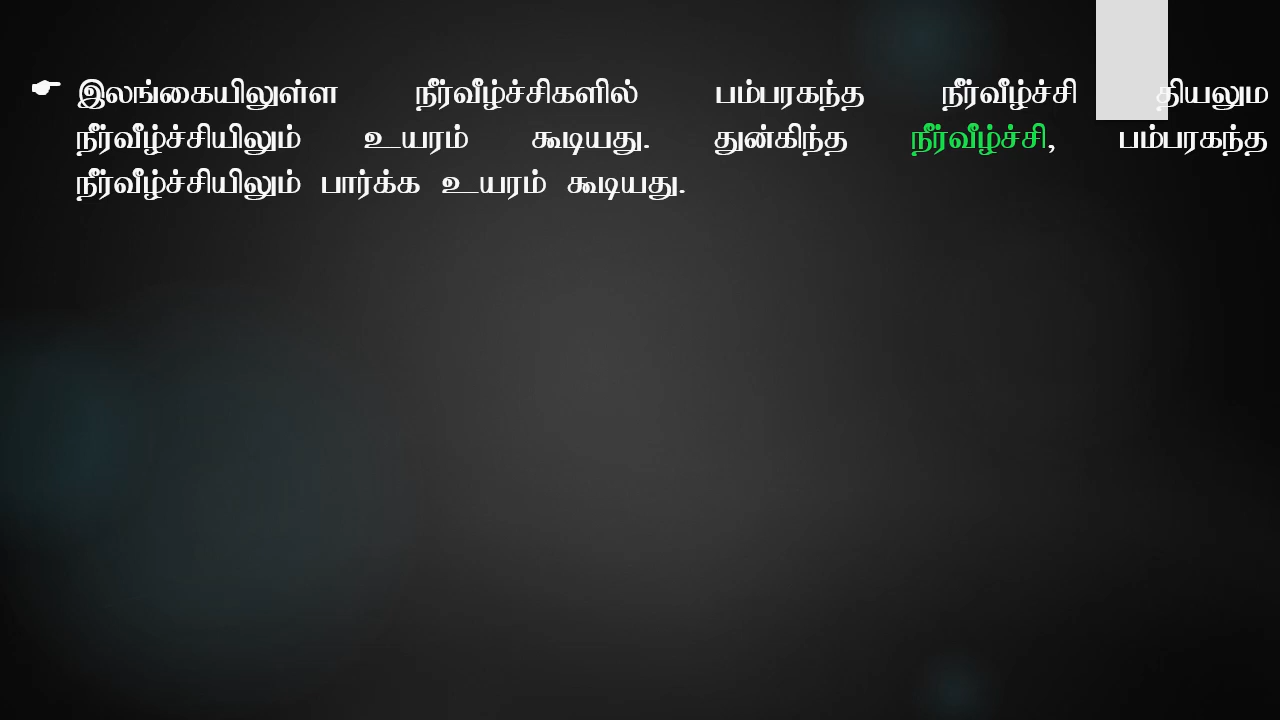 ☛ இலங்கையிலுள்ள நீர்வீழ்ச்சிகளில் பம்பரகந்த நீர்வீழ்ச்சி தியலும
நீர்வீழ்ச்சியிலும் உயரம் கூடியது. துன்கிந்த நீர்வீழ்ச்சி, பம்பரகந்த
நீர்வீழ்ச்சியிலும் பார்க்க உயரம் கூடியது.